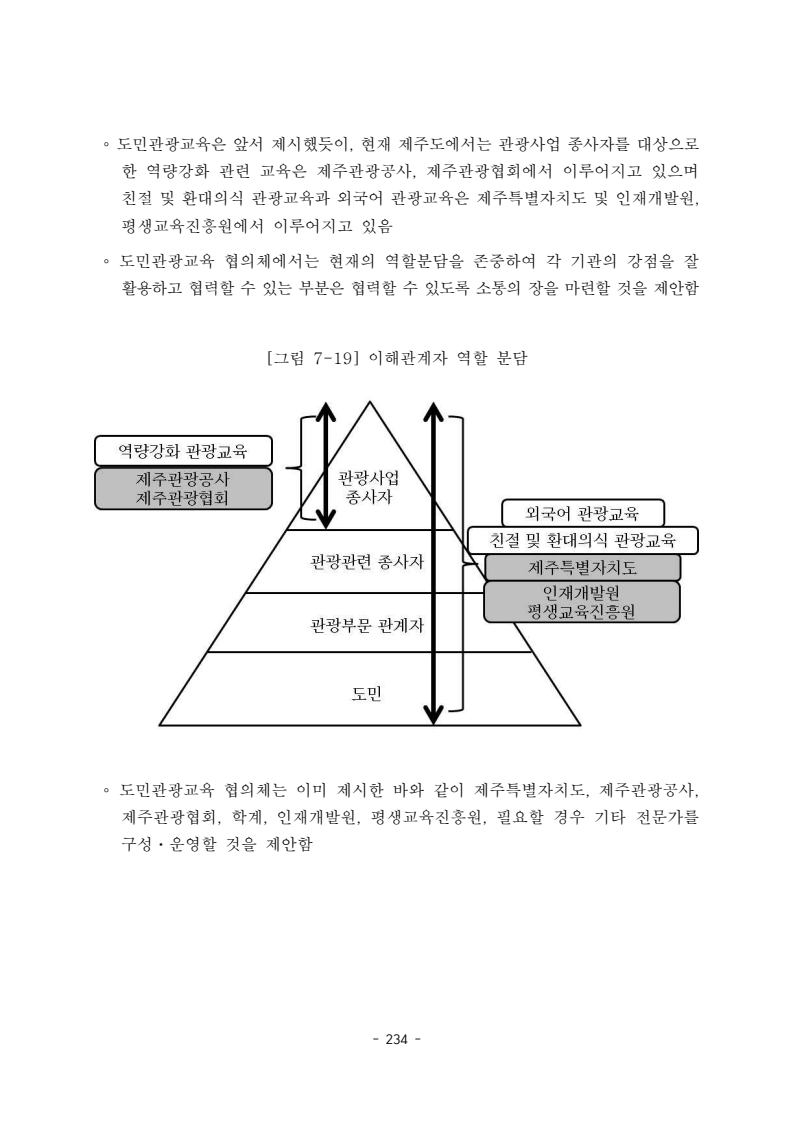 ◦ 도민관광교육은 앞서 제시했듯이, 현재 제주도에서는 관광사업 종사자를 대상으로
한 역량강화 관련 교육은 제주관광공사, 제주관광협회에서 이루어지고 있으며
친절 및 환대의식 관광교육과 외국어 관광교육은 제주특별자치도 및 인재개발원,
평생교육진흥원에서 이루어지고 있음
◦ 도민관광교육 협의체에서는 현재의 역할분담을 존중하여 각 기관의 강점을 잘
활용하고 협력할 수 있는 부분은 협력할 수 있도록 소통의 장을 마련할 것을 제안함
[그림 7-19] 이해관계자 역할 분담
역량강화 관광교육
제주관광공사
제주관광협회
관광사업
종사자
관광관련 종사자
관광부문 관계자
도민
외국어 관광교육
친절 및 환대의식 관광교육
제주특별자치도
인재개발원
평생교육진흥원
◦ 도민관광교육 협의체는 이미 제시한 바와 같이 제주특별자치도, 제주관광공사,
제주관광협회, 학계, 인재개발원, 평생교육진흥원, 필요할 경우 기타 전문가를
구성・운영할 것을 제안함
- 234 -